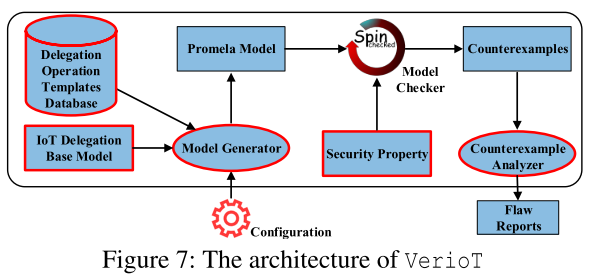 Delegation
Operation
Templates
Database
Promela Model
Spin
checked
Model
Checker
Counterexamples
IoT Delegation
Base Model
Model Generator
Security Property
Counterexample
Analyzer
Configuration
Flaw
Reports
Figure 7: The architecture of VerioT